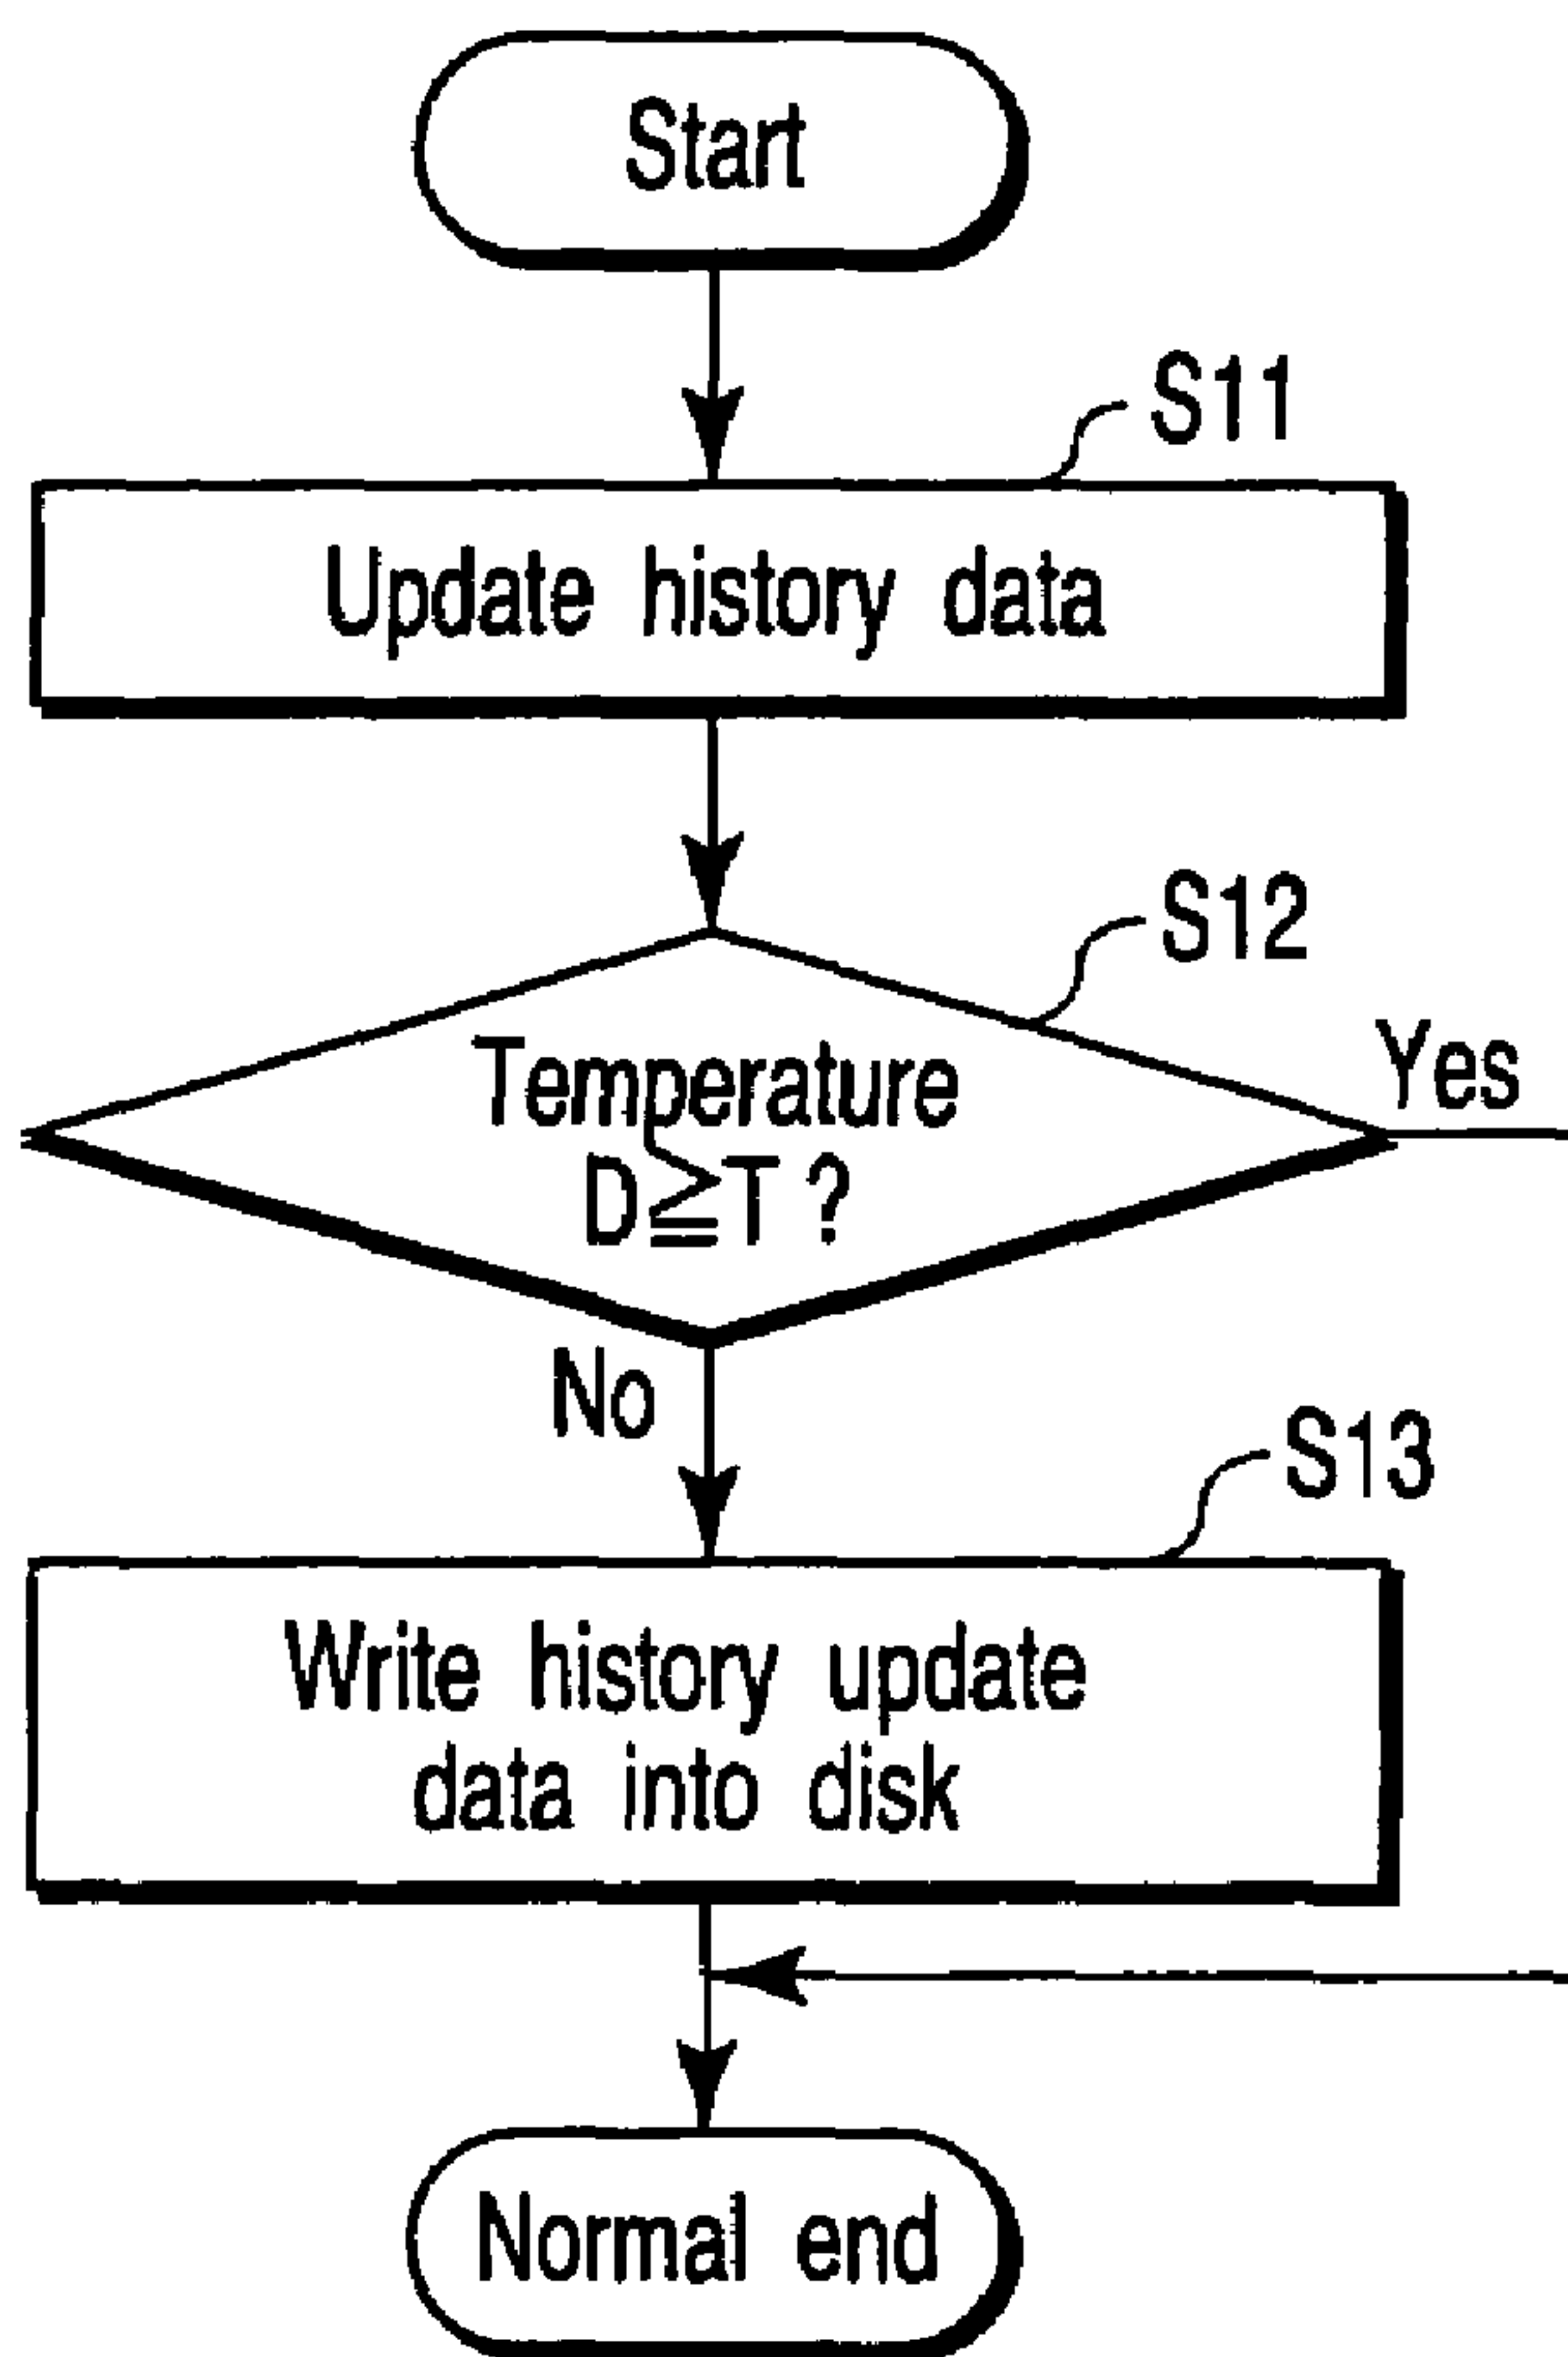 Start
S11
Update history data
S12
Temperature
D≧T ?
Yes
No
S13
Write history update
data into disk
Normal end